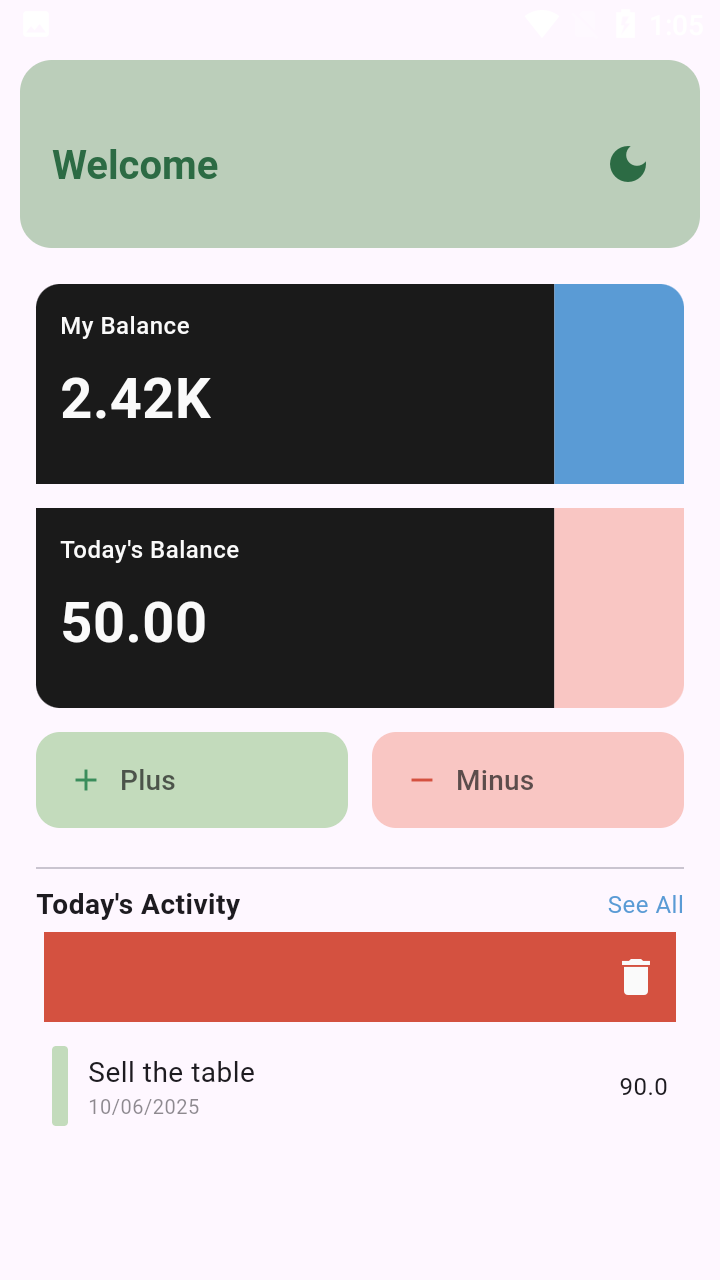 1:05
Welcome
My Balance
2.42K
Today's Balance
50.00
Plus
Minus
Today's Activity
See All
Sell the table
10/06/2025
90.0